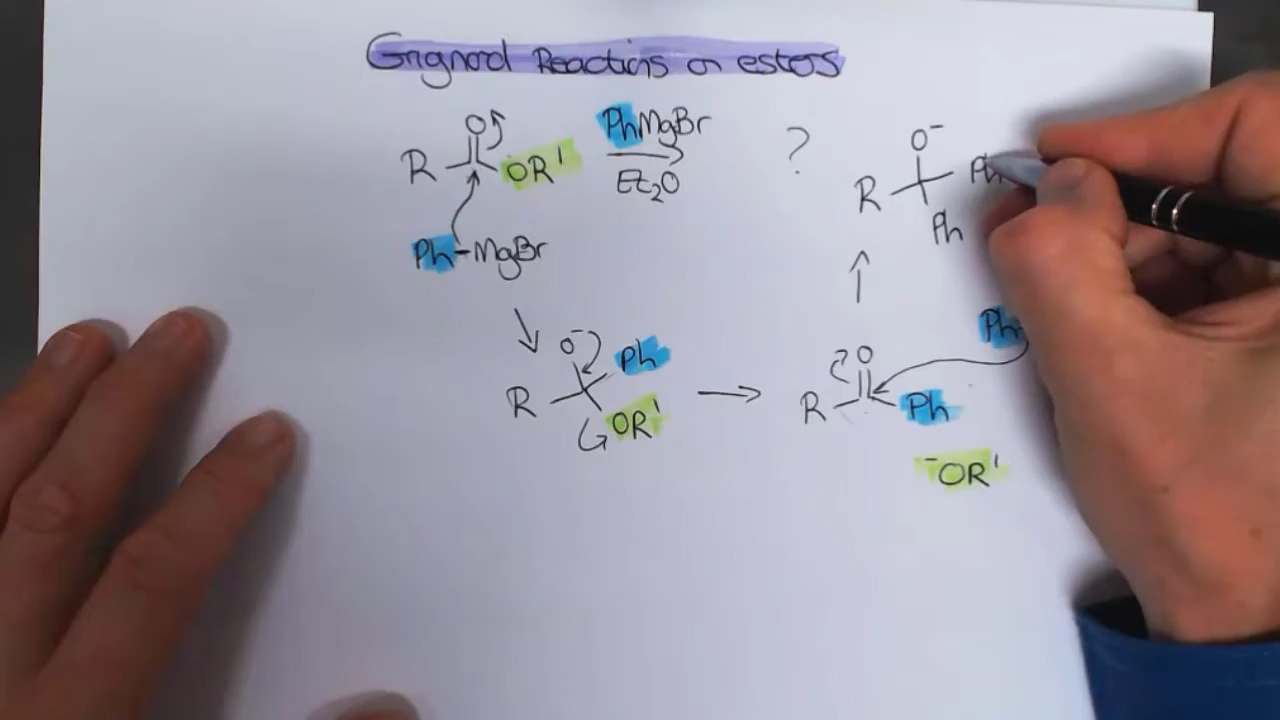 Grignard Reactions on esters
O
R OR'
PhMgBr
Et₂O
?
Ph-MgBr
O⁻
R Ph
OR'
O
R Ph
⁻OR'
Ph
O⁻
R Ph
Ph